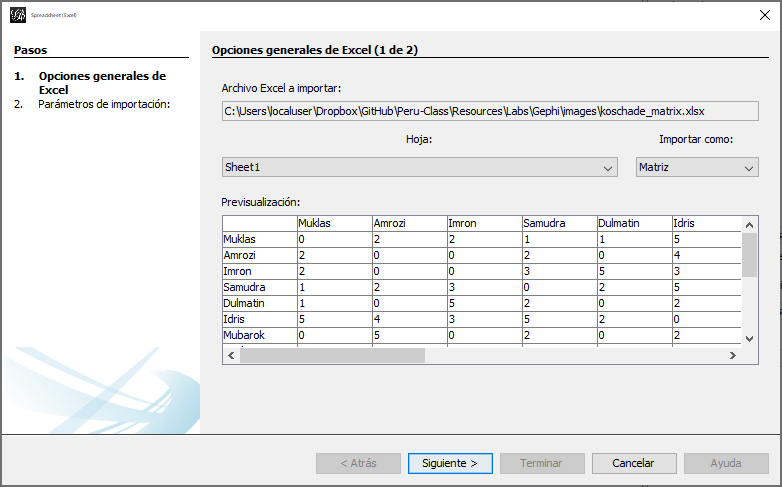 Spreadsheet (Excel)
Pasos
1. Opciones generales de
Excel
2. Parámetros de importación:
Opciones generales de Excel (1 de 2)
Archivo Excel a importar:
C:\Users\localuser\Dropbox\GitHub\Peru-Class\Resources\Labs\Gephi\images\koschade_matrix.xlsx
Hoja: Importar como:
Sheet1 Matriz
Previsualización:
Muklas Amrozi Imron Samudra Dulmatin Idris
Muklas 0 2 2 1 1 5
Amrozi 2 0 0 2 0 4
Imron 2 0 0 3 5 3
Samudra 1 2 3 0 2 5
Dulmatin 1 0 5 2 0 2
Idris 5 4 3 5 2 0
Mubarok 0 5 0 2 0 2
< Atrás Siguiente > Terminar Cancelar Ayuda